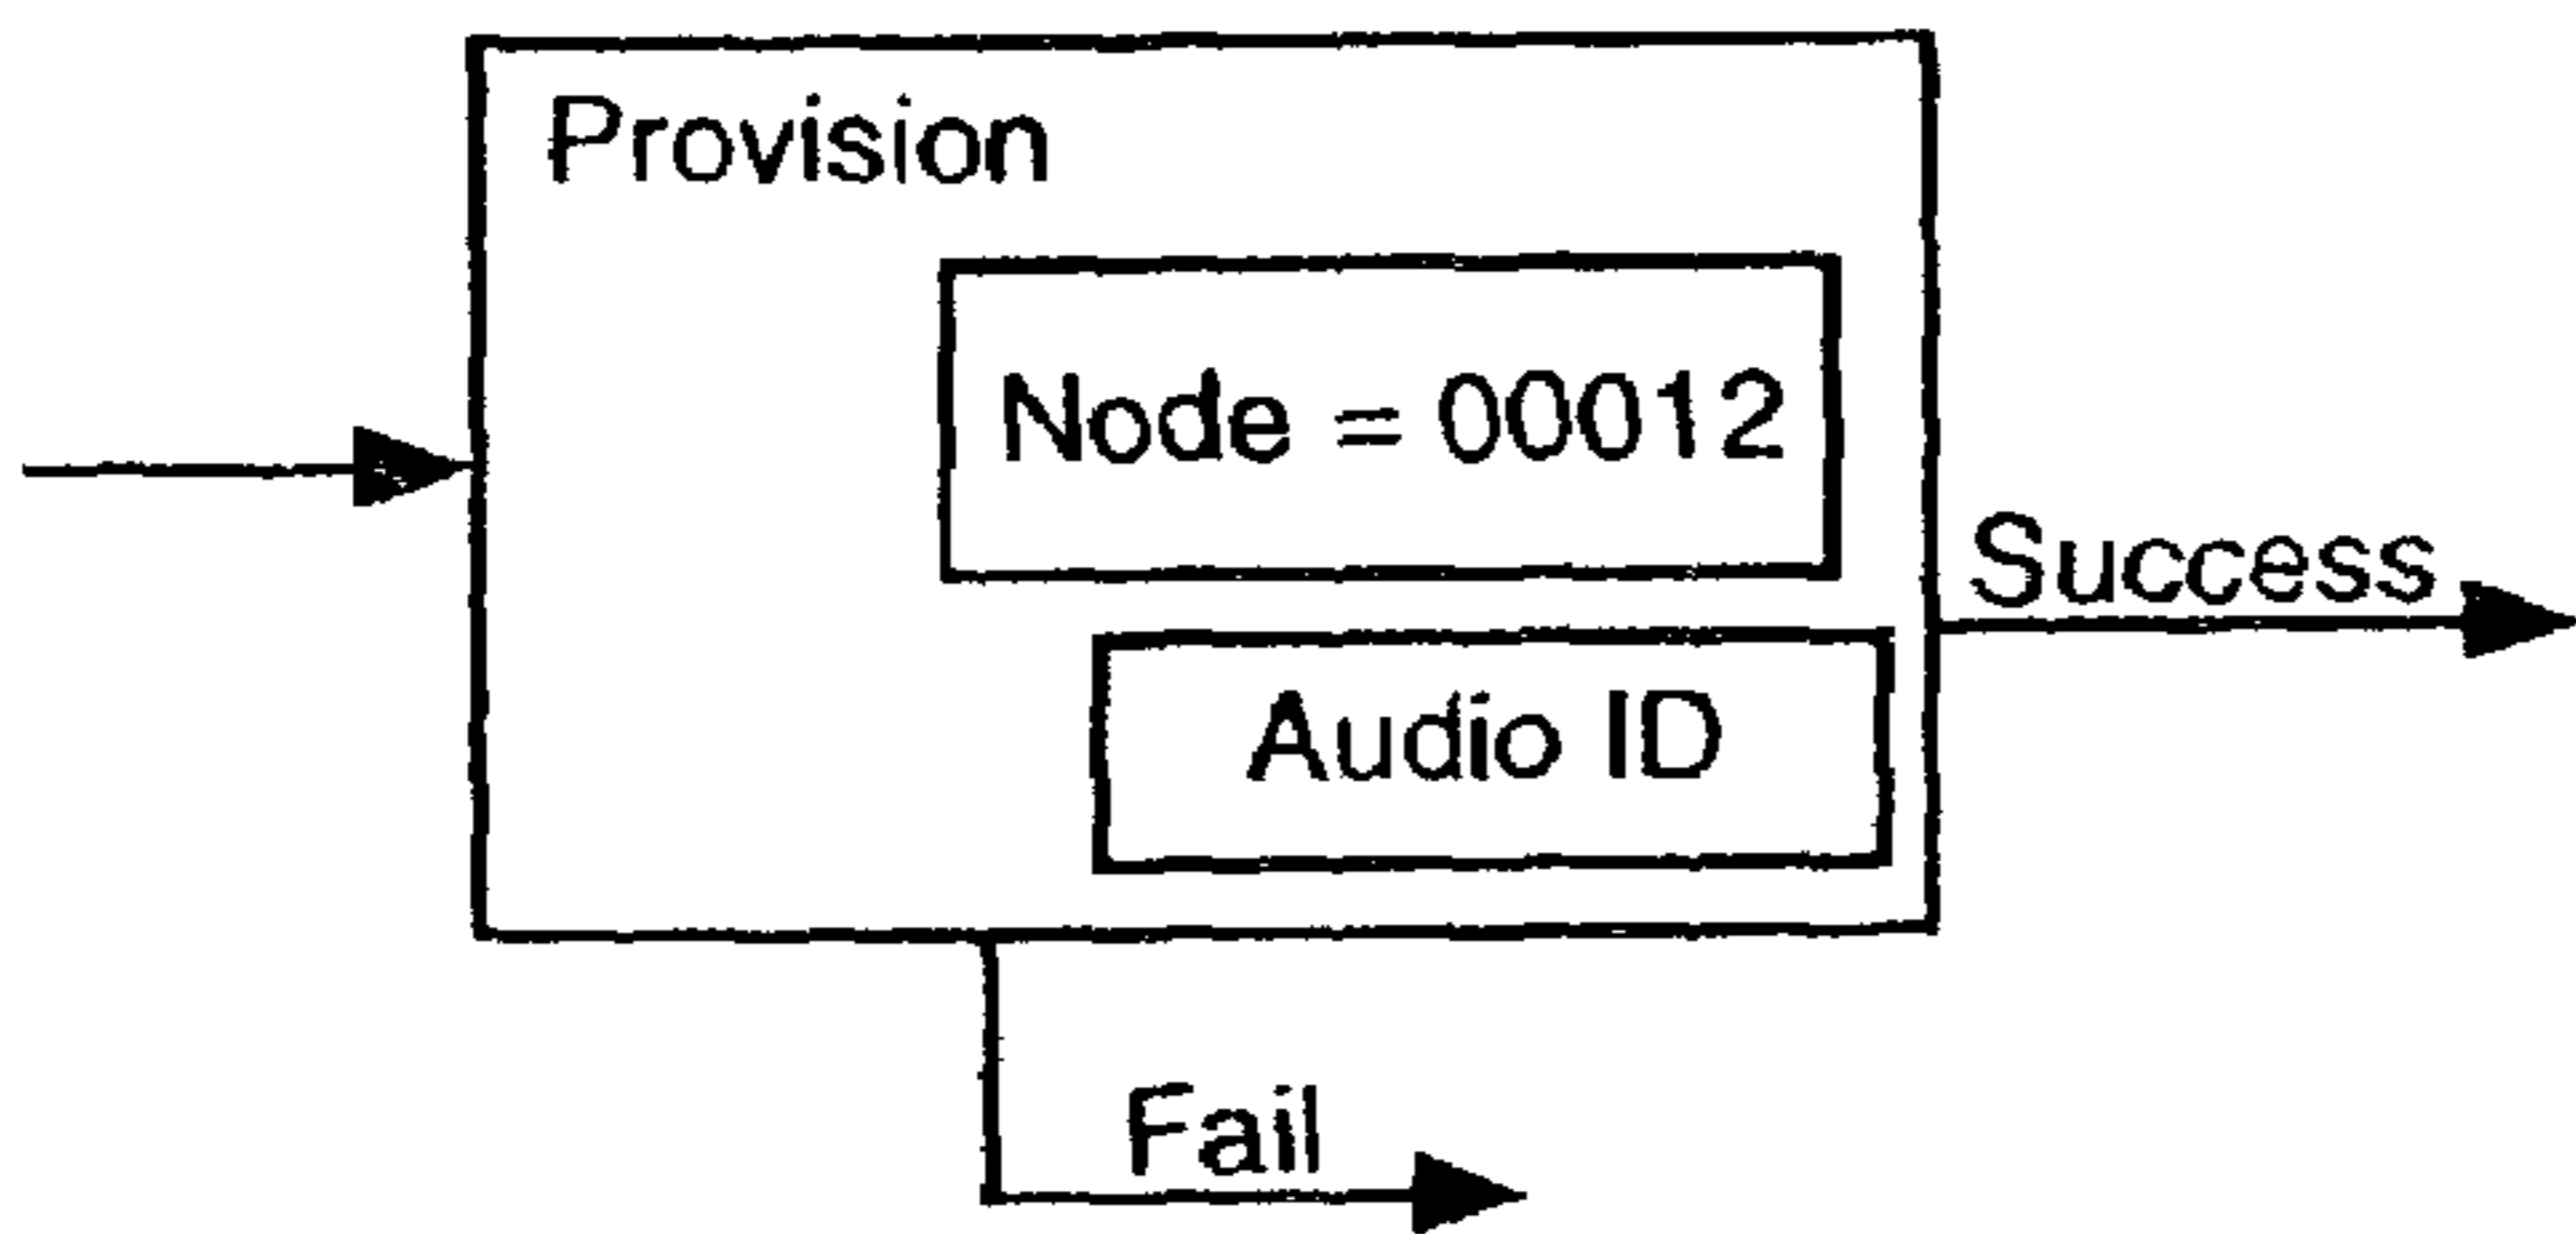 Provision
Node = 00012
Success
Audio ID
Fail